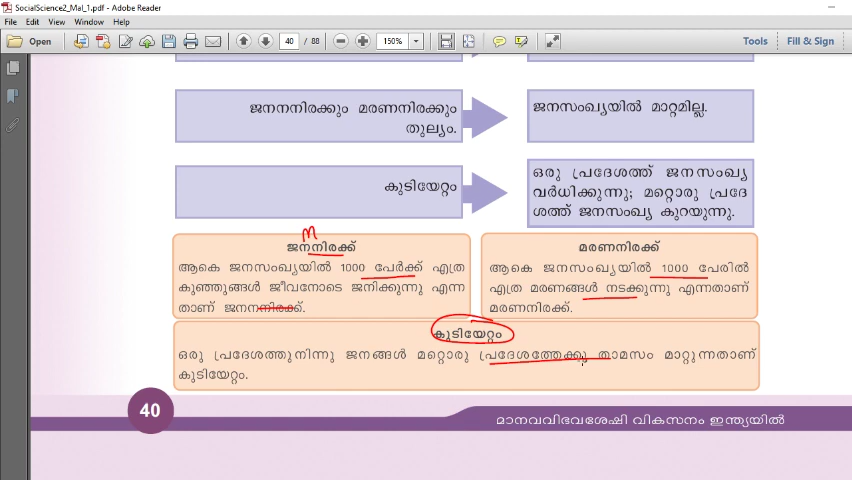 SocialScience2_Mal_1.pdf - Adobe Reader
File Edit View Window Help
Open 40 / 88 150% Tools Fill & Sign
ജനനനിരക്കും മരണനിരക്കും
തുല്യം.
ജനസംഖ്യയിൽ മാറ്റമില്ല.
കുടിയേറ്റം
ഒരു പ്രദേശത്ത് ജനസംഖ്യ
വർധിക്കുന്നു; മറ്റൊരു പ്രദേ
ശത്ത് ജനസംഖ്യ കുറയുന്നു.
ന
ജനനിരക്ക്
ആകെ ജനസംഖ്യയിൽ 1000 പേർക്ക് എത്ര
കുഞ്ഞുങ്ങൾ ജീവനോടെ ജനിക്കുന്നു എന്ന
താണ് ജനനനിരക്ക്.
മരണനിരക്ക്
ആകെ ജനസംഖ്യയിൽ 1000 പേരിൽ
എത്ര മരണങ്ങൾ നടക്കുന്നു എന്നതാണ്
മരണനിരക്ക്.
കുടിയേറ്റം
ഒരു പ്രദേശത്തുനിന്നു ജനങ്ങൾ മറ്റൊരു പ്രദേശത്തേക്കു താമസം മാറ്റുന്നതാണ്
കുടിയേറ്റം.
40
മാനവവിഭവശേഷി വികസനം ഇന്ത്യയിൽ